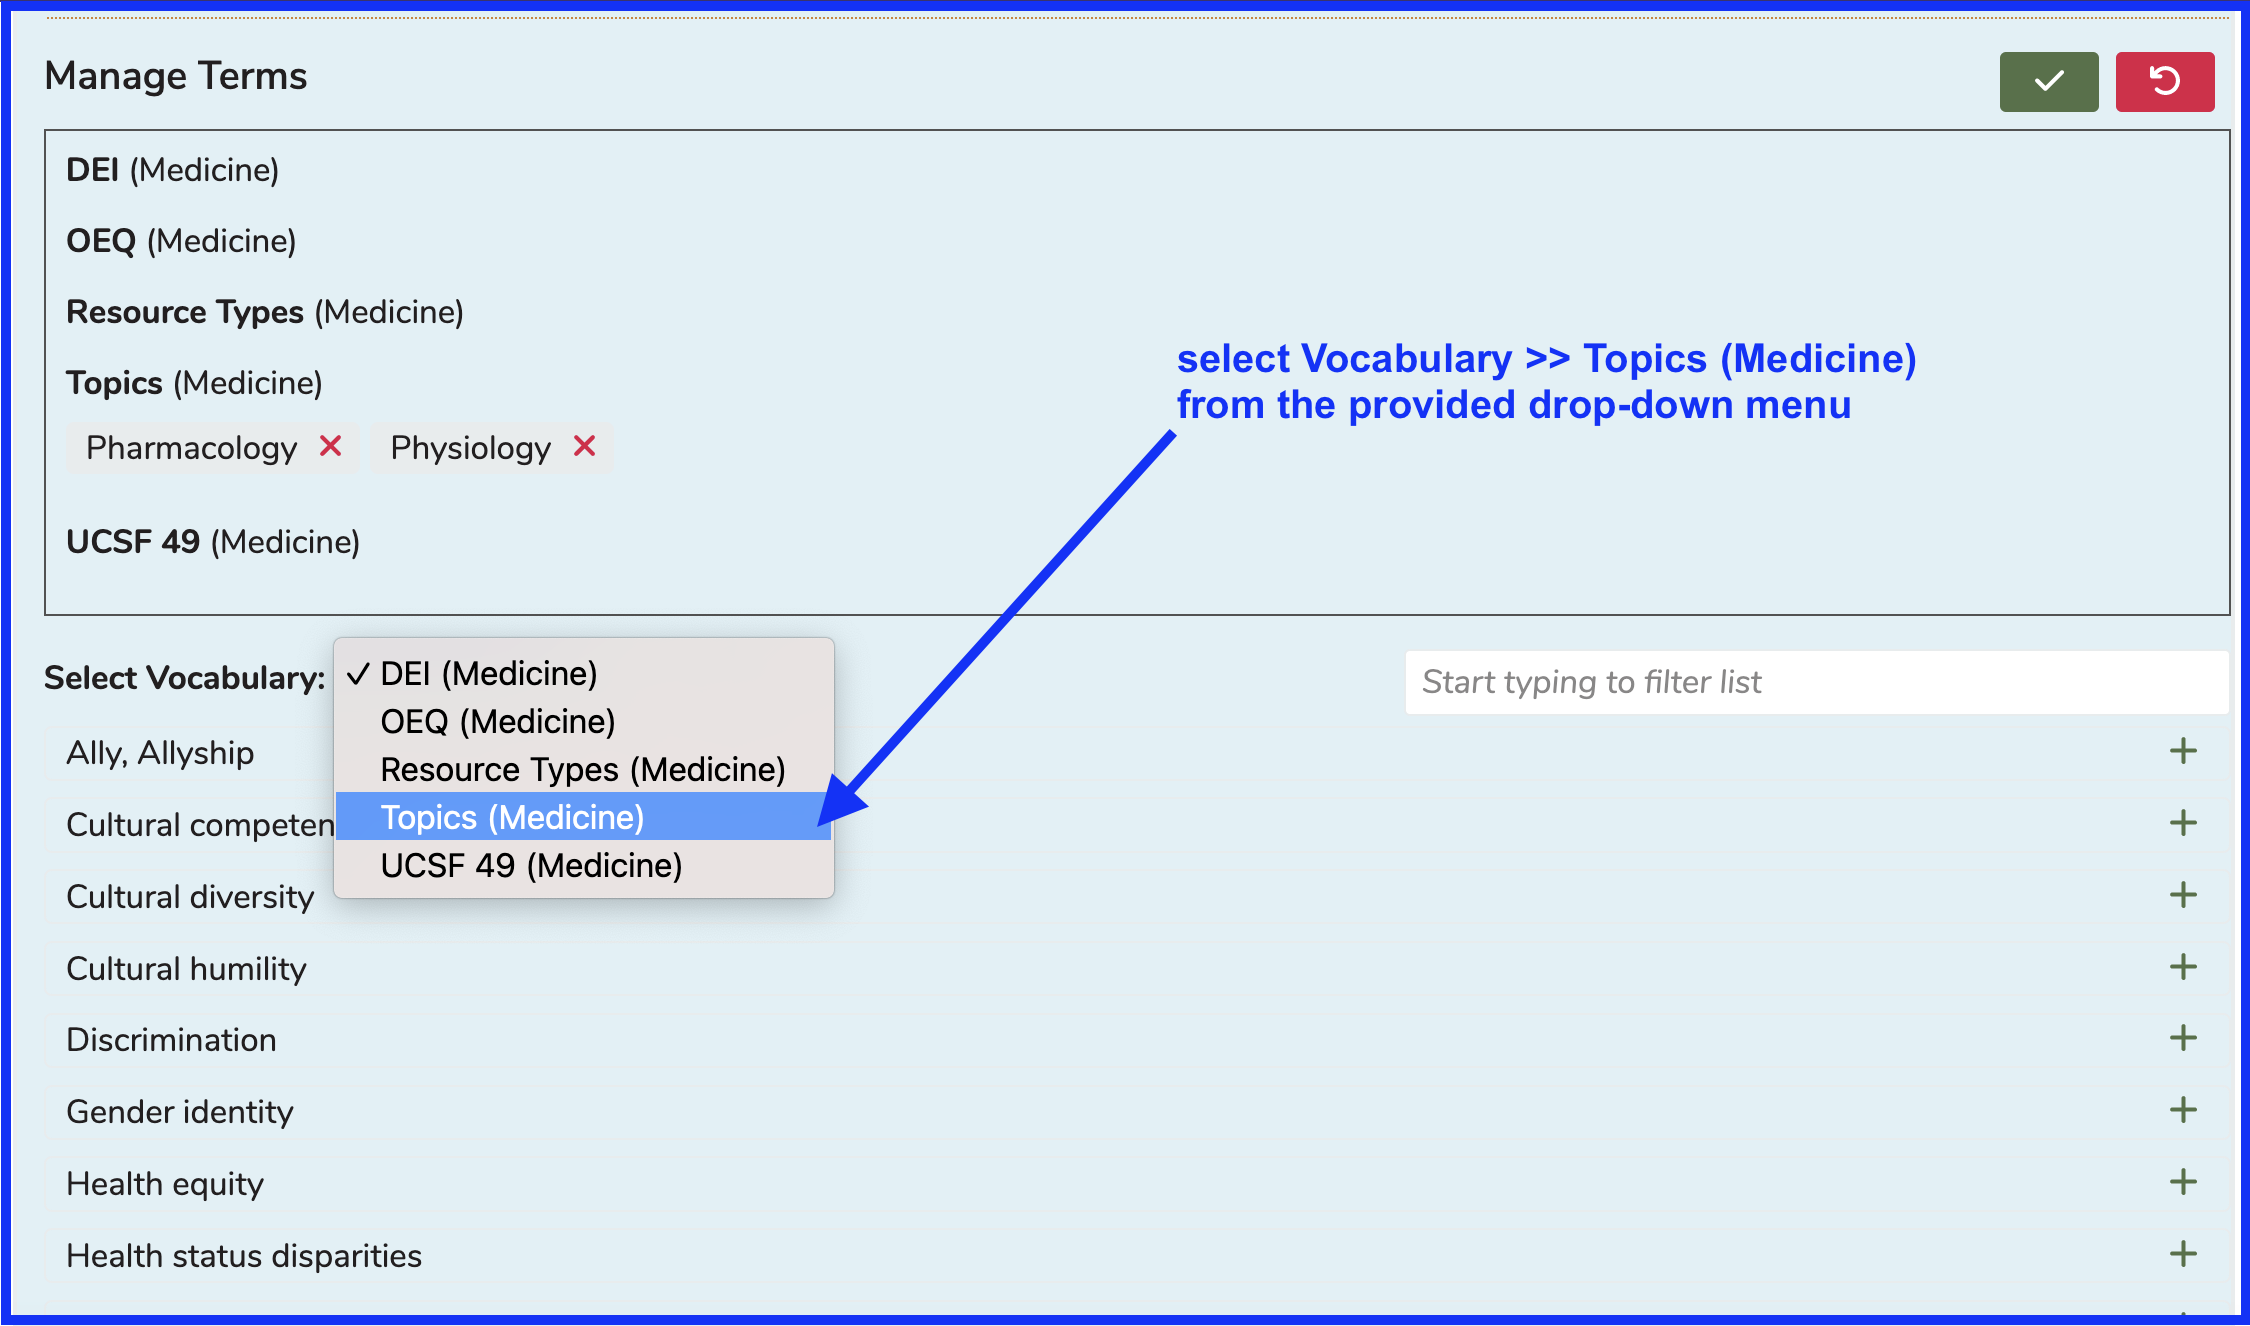 Manage Terms
DEI (Medicine)
OEQ (Medicine)
Resource Types (Medicine)
Topics (Medicine)
Pharmacology Physiology
UCSF 49 (Medicine)
select Vocabulary >> Topics (Medicine)
from the provided drop-down menu
Select Vocabulary:
✓ DEI (Medicine)
OEQ (Medicine)
Resource Types (Medicine)
Topics (Medicine)
UCSF 49 (Medicine)
Start typing to filter list
Ally, Allyship
Cultural competen
Cultural diversity
Cultural humility
Discrimination
Gender identity
Health equity
Health status disparities